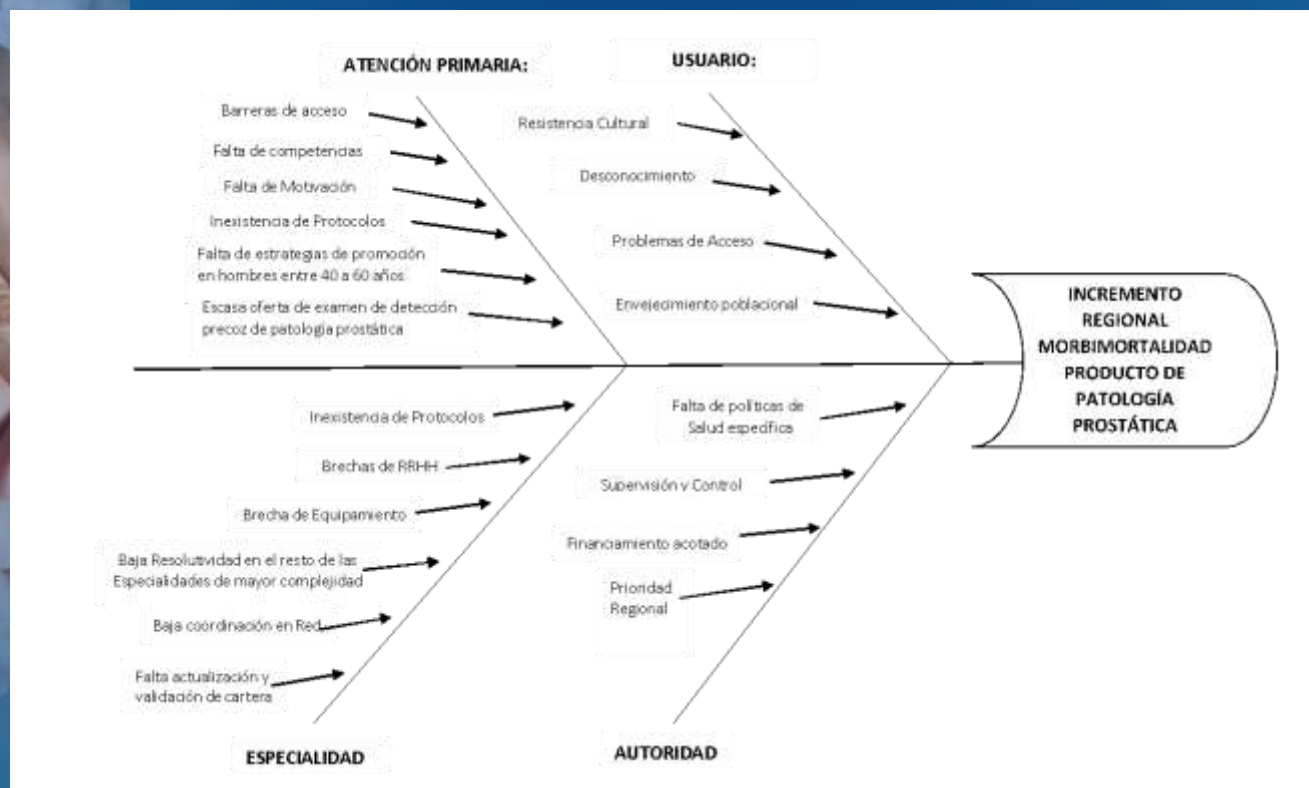 ATENCIÓN PRIMARIA:
Barreras de acceso
Falta de competencias
Falta de Motivación
Inexistencia de Protocolos
Falta de estrategias de promoción
en hombres entre 40 a 60 años
Escasa oferta de examen de detección
precoz de patología prostática
USUARIO:
Resistencia Cultural
Desconocimiento
Problemas de Acceso
Envejecimiento poblacional
INCREMENTO
REGIONAL
MORBIMORTALIDAD
PRODUCTO DE
PATOLOGÍA
PROSTÁTICA
Inexistencia de Protocolos
Brechas de RRHH
Brecha de Equipamiento
Baja Resolutividad en el resto de las
Especialidades de mayor complejidad
Baja coordinación en Red
Falta actualización y
validación de cartera
ESPECIALIDAD
Falta de políticas de
Salud específica
Supervisión y Control
Financiamiento acotado
Prioridad
Regional
AUTORIDAD